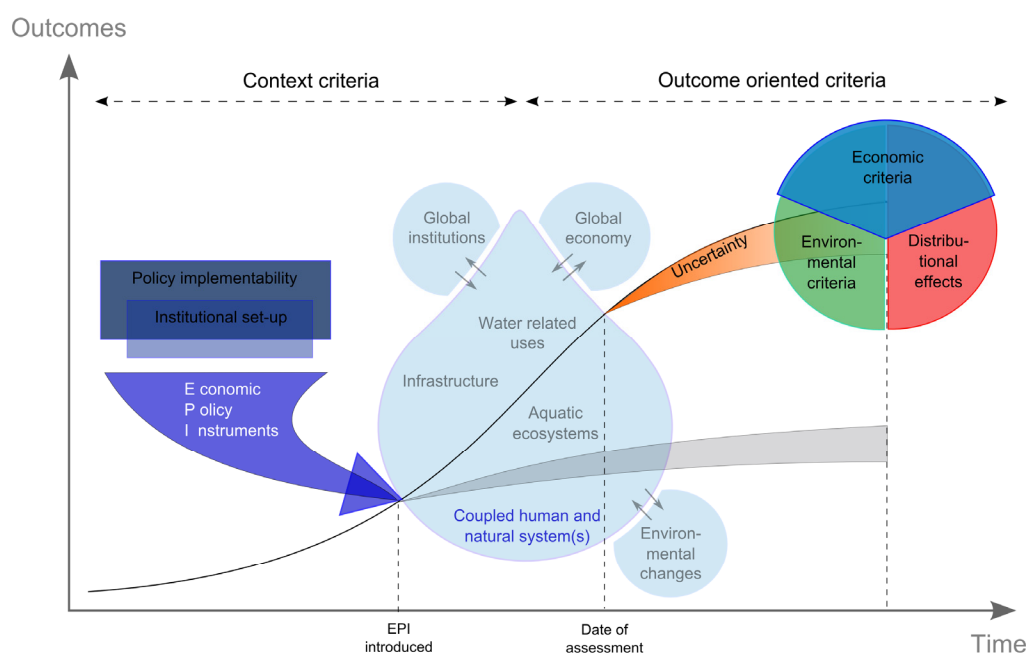 Outcomes
Context criteria
Outcome oriented criteria
Economic
criteria
Global
institutions
Global
economy
Uncertainty
Environ-
mental
criteria
Distribu-
tional
effects
Policy implementability
Institutional set-up
Water related
uses
Infrastructure
E conomic
P olicy
I nstruments
Aquatic
ecosystems
Coupled human and
natural system(s)
Environ-
mental
changes
EPI
introduced
Date of
assessment
Time